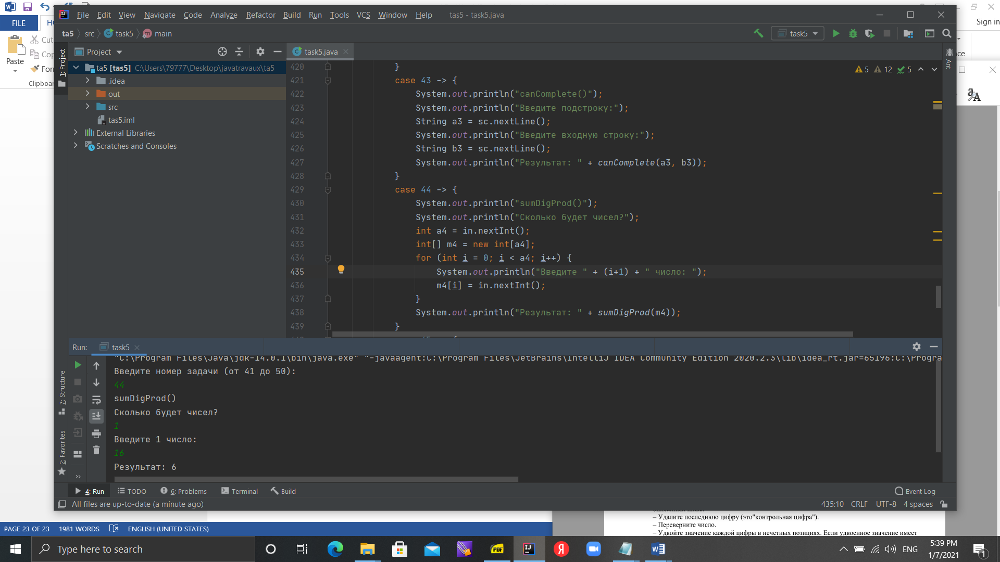 FILE
Sign in
Cut
Paste
Clipboar
File Edit View Navigate Code Analyze Refactor Build Run Tools VCS Window Help tas5 - task5.java
ta5 src task5 main
task5
1: Project
Project
task5.java
Ant
ta5 [tas5] C:\Users\79777\Desktop\javatravaux\ta5
.idea
out
src
tas5.iml
External Libraries
Scratches and Consoles
5 12 5
420 }
421 case 43 -> {
422 System.out.println("canComplete()");
423 System.out.println("Введите подстроку:");
424 String a3 = sc.nextLine();
425 System.out.println("Введите входную строку:");
426 String b3 = sc.nextLine();
427 System.out.println("Результат: " + canComplete(a3, b3));
428 }
429 case 44 -> {
430 System.out.println("sumDigProd()");
431 System.out.println("Сколько будет чисел?");
432 int a4 = in.nextInt();
433 int[] m4 = new int[a4];
434 for (int i = 0; i < a4; i++) {
435 System.out.println("Введите " + (i+1) + " число: ");
436 m4[i] = in.nextInt();
437 }
438 System.out.println("Результат: " + sumDigProd(m4));
439 }
Run: task5
"C:\Program Files\Java\jdk-14.0.1\bin\java.exe" "-javaagent:C:\Program Files\JetBrains\IntelliJ IDEA Community Edition 2020.2.3\lib\idea_rt.jar=65196:C:\Progra
Введите номер задачи (от 41 до 50):
44
sumDigProd()
Сколько будет чисел?
1
Введите 1 число:
16
Результат: 6
7: Structure
2: Favorites
4: Run TODO 6: Problems Terminal Build Event Log
All files are up-to-date (a minute ago) 435:10 CRLF UTF-8 4 spaces
– Удалите последнюю цифру (это"контрольная цифра").
– Переверните число.
– Удвойте значение каждой цифры в нечетных позициях. Если удвоенное значение имеет
PAGE 23 OF 23 1981 WORDS ENGLISH (UNITED STATES)
Type here to search
PDF
ENG
5:39 PM
1/7/2021
1